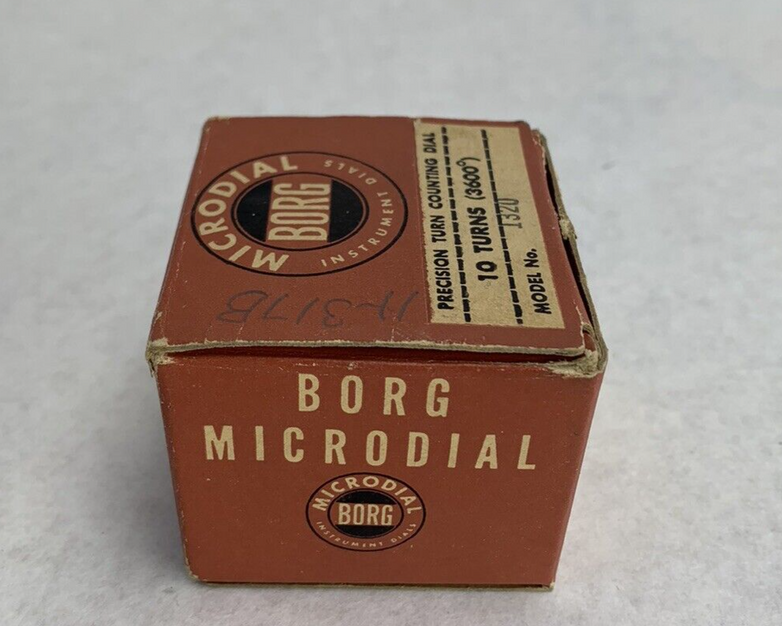 MICRODIAL
BORG
INSTRUMENT DIALS
PRECISION TURN COUNTING DIAL
10 TURNS (3600°)
MODEL No. 1320
11-317B
BORG
MICRODIAL
MICRODIAL
BORG
INSTRUMENT DIALS